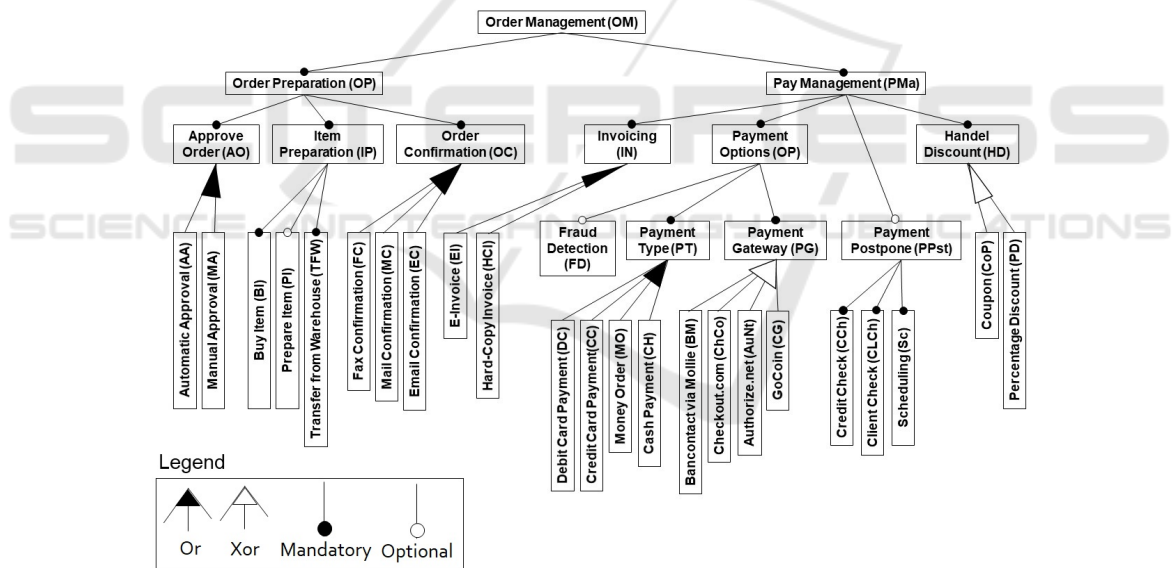 Order Management (OM)
Order Preparation (OP)
Pay Management (PMa)
Approve
Order (AO)
Item
Preparation (IP)
Order
Confirmation (OC)
Invoicing
(IN)
Payment
Options (OP)
Handel
Discount (HD)
Fraud
Detection
(FD)
Payment
Type (PT)
Payment
Gateway (PG)
Payment
Postpone (PPst)
Automatic Approval (AA)
Manual Approval (MA)
Buy Item (BI)
Prepare Item (PI)
Transfer from Warehouse (TFW)
Fax Confirmation (FC)
Mail Confirmation (MC)
Email Confirmation (EC)
E-Invoice (EI)
Hard-Copy Invoice (HCI)
Debit Card Payment (DC)
Credit Card Payment(CC)
Money Order (MO)
Cash Payment (CH)
Bancontact via Mollie (BM)
Checkout.com (ChCo)
Authorize.net (AuNt)
GoCoin (CG)
Credit Check (CCh)
Client Check (CLCh)
Scheduling (Sc)
Coupon (CoP)
Percentage Discount (PD)
Legend
Or
Xor
Mandatory
Optional
SCITEPRESS
SCIENCE AND TECHNOLOGY PUBLICATIONS